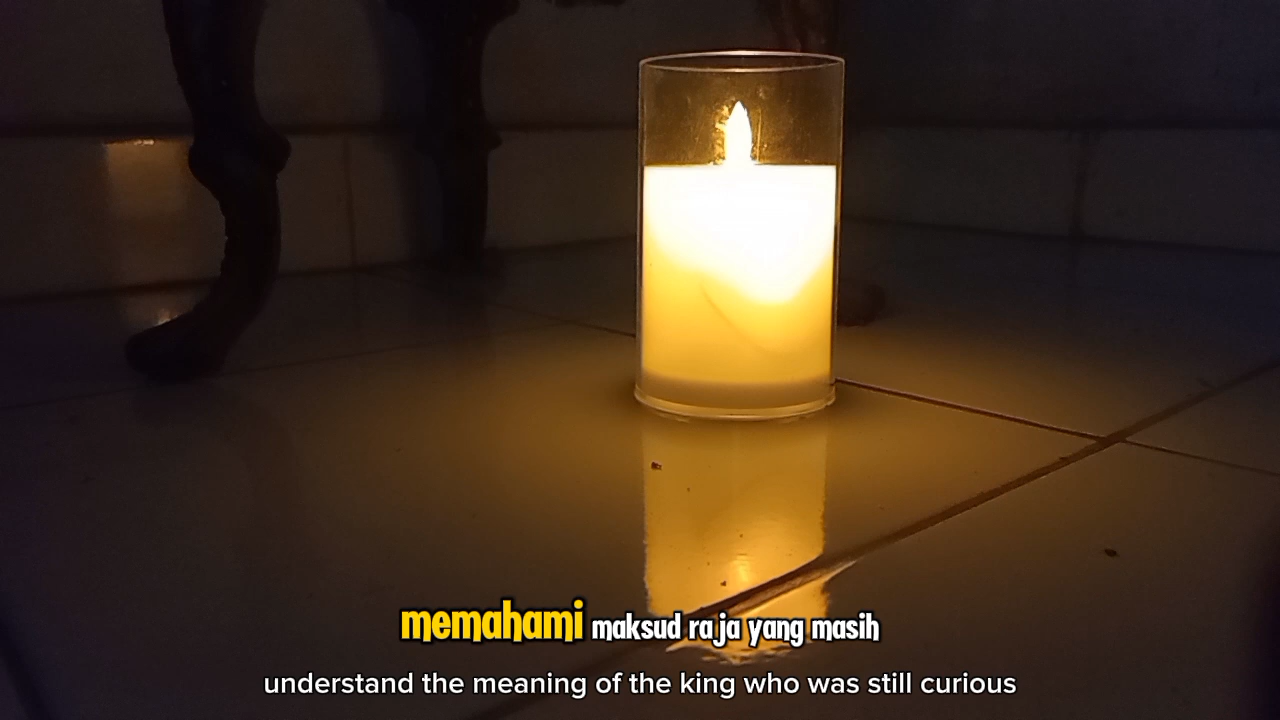 memahami maksud raja yang masih
understand the meaning of the king who was still curious